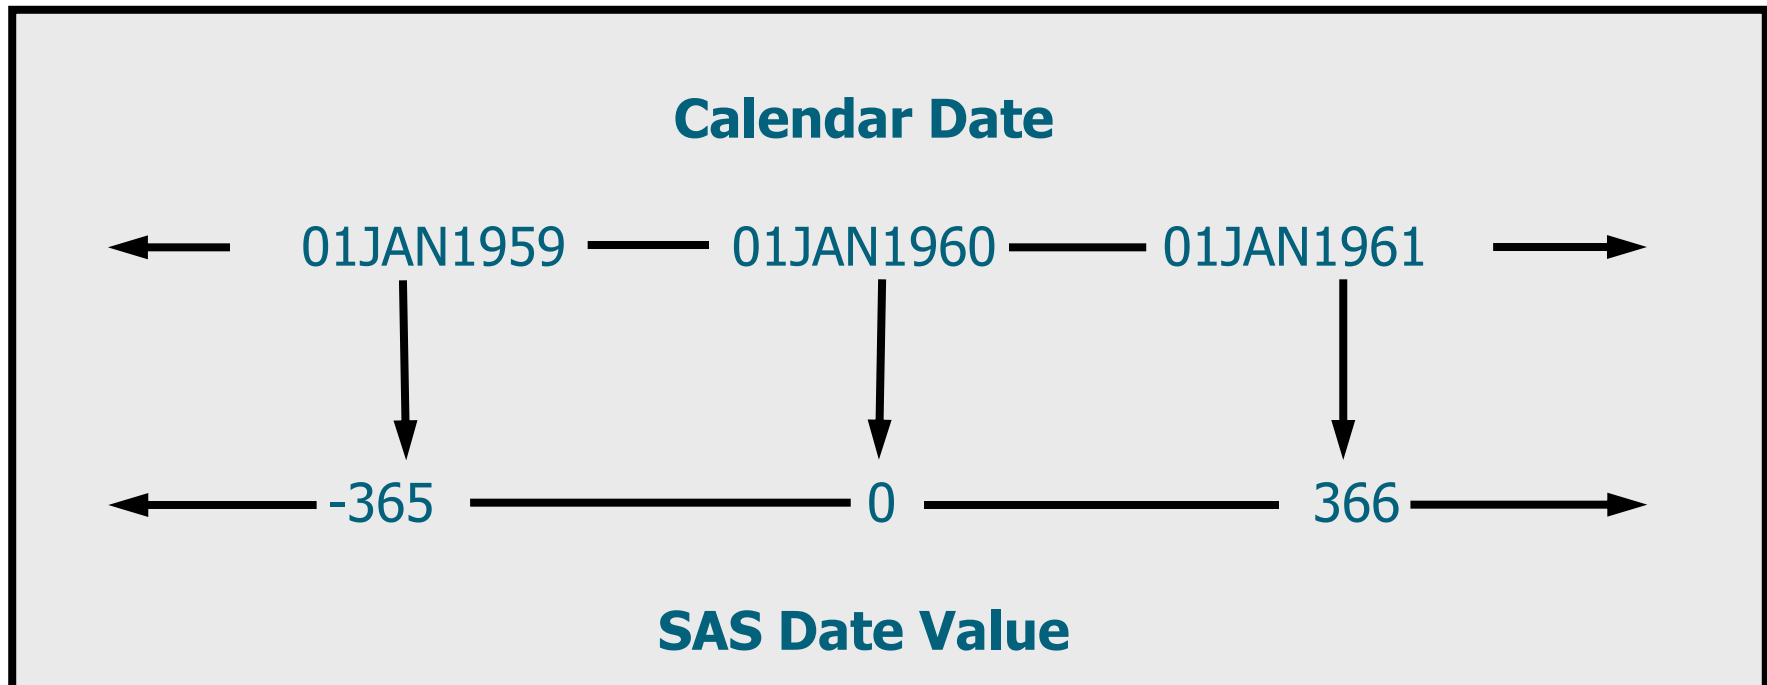 Calendar Date
01JAN1959 01JAN1960 01JAN1961
-365 0 366
SAS Date Value